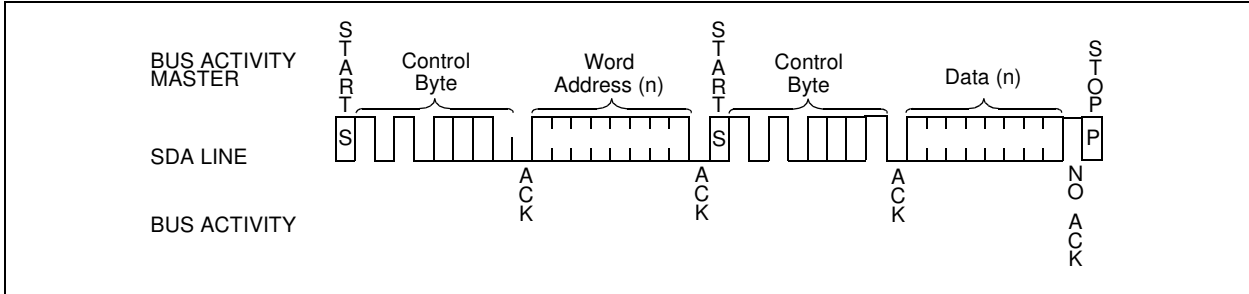 BUS ACTIVITY
MASTER
START
Control
Byte
Word
Address (n)
START
Control
Byte
Data (n)
STOP
S
S
P
SDA LINE
ACK
ACK
ACK
NO ACK
BUS ACTIVITY